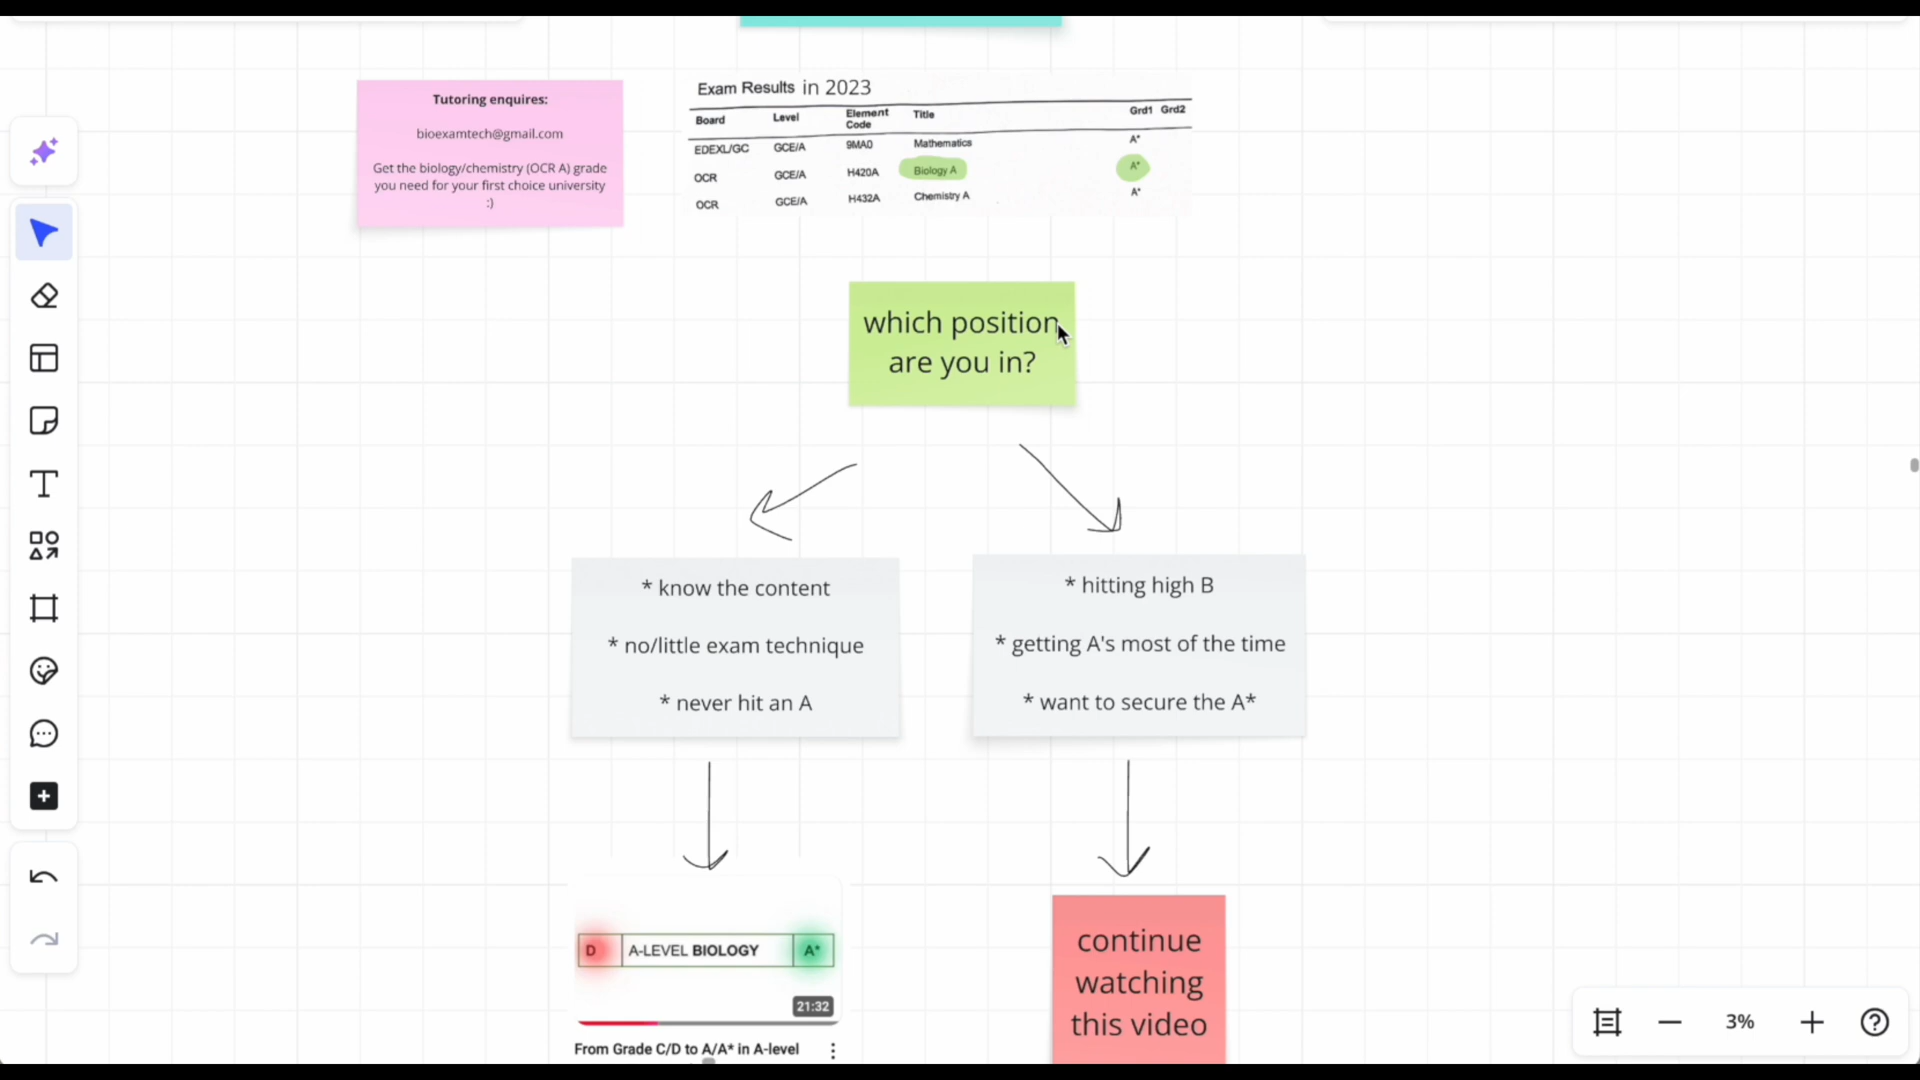 Tutoring enquires:
bioexamtech@gmail.com
Get the biology/chemistry (OCR A) grade
you need for your first choice university
:)
Exam Results in 2023
Board Level Element Code Title Grd1 Grd2
EDEXL/GC GCE/A 9MA0 Mathematics A*
OCR GCE/A H420A Biology A A*
OCR GCE/A H432A Chemistry A A*
which position
are you in?
* know the content
* no/little exam technique
* never hit an A
* hitting high B
* getting A's most of the time
* want to secure the A*
D A-LEVEL BIOLOGY A*
21:32
From Grade C/D to A/A* in A-level
continue
watching
this video
3%